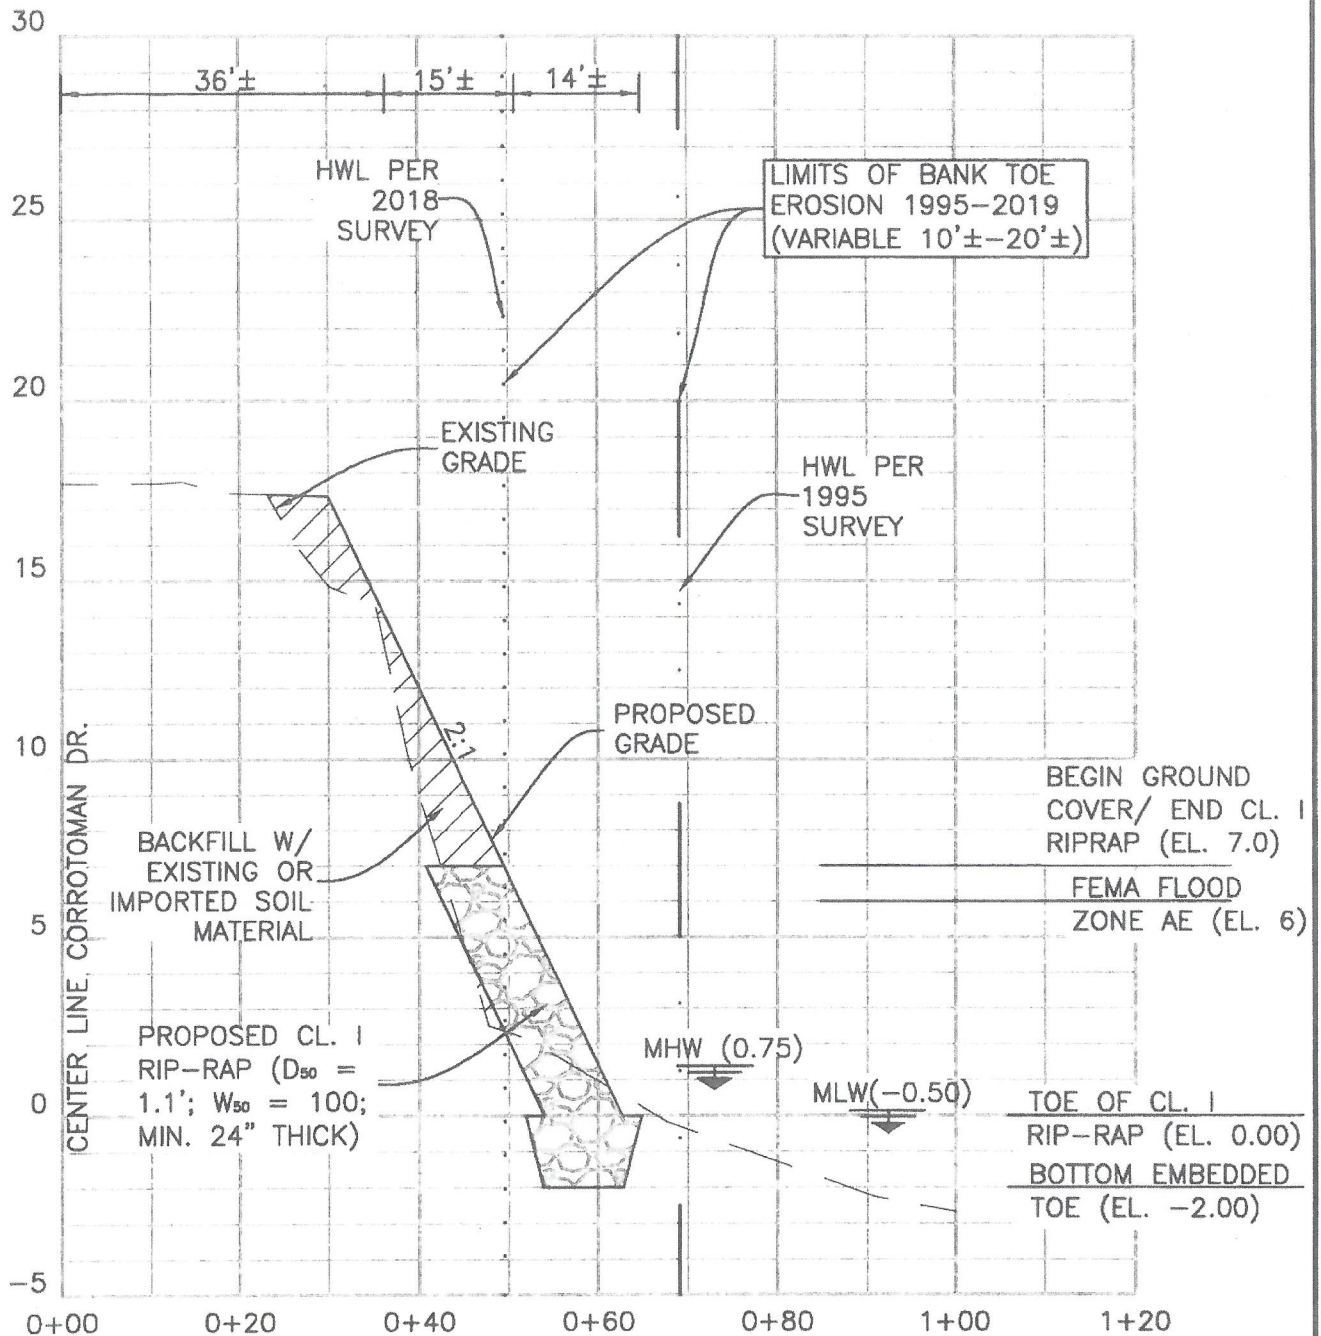 30
36'±
15'±
14'±
HWL PER
2018
SURVEY
LIMITS OF BANK TOE
EROSION 1995-2019
(VARIABLE 10'±-20'±)
25
20
EXISTING
GRADE
HWL PER
1995
SURVEY
15
PROPOSED
GRADE
2:1
10
CENTER LINE CORROTOMAN DR.
BEGIN GROUND
COVER/ END CL. I
RIPRAP (EL. 7.0)
BACKFILL W/
EXISTING OR
IMPORTED SOIL
MATERIAL
FEMA FLOOD
ZONE AE (EL. 6)
5
PROPOSED CL. I
RIP-RAP (D50 =
1.1'; W50 = 100;
MIN. 24" THICK)
MHW (0.75)
MLW(-0.50)
0
TOE OF CL. I
RIP-RAP (EL. 0.00)
BOTTOM EMBEDDED
TOE (EL. -2.00)
-5
0+00 0+20 0+40 0+60 0+80 1+00 1+20